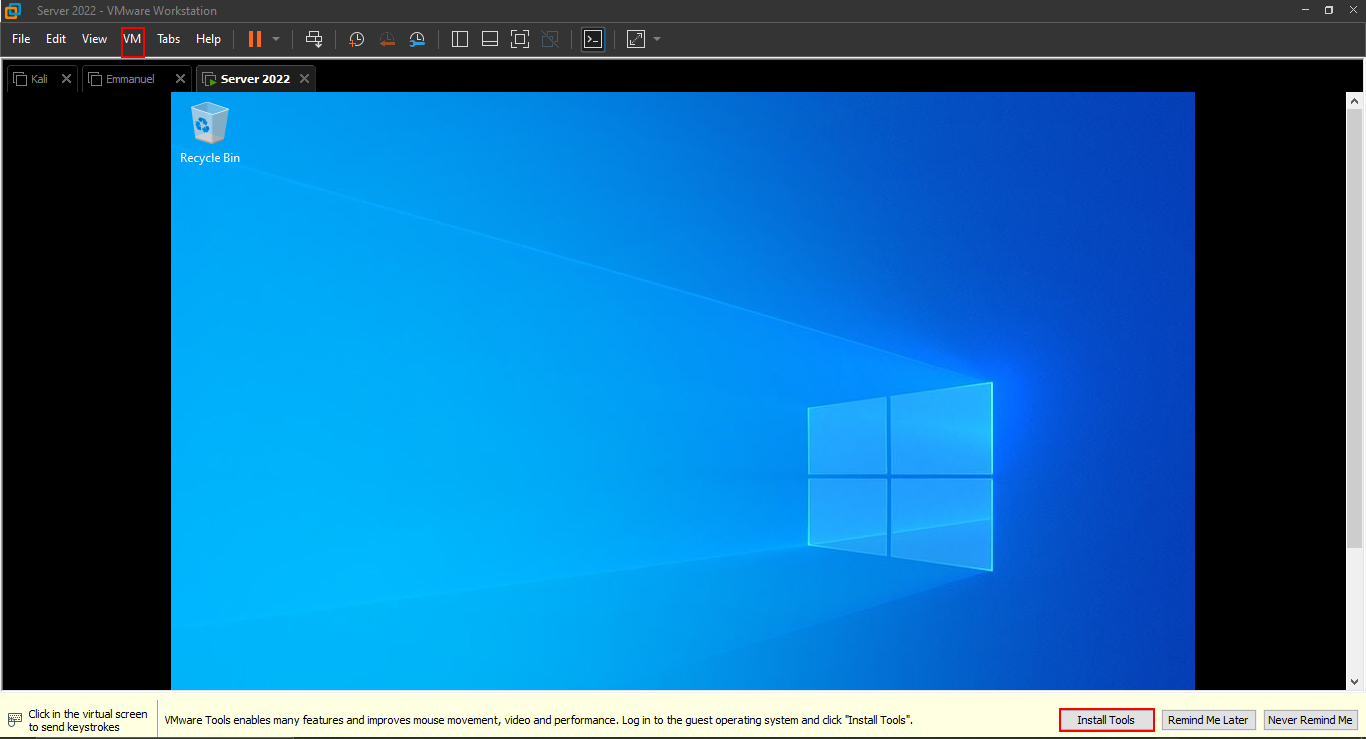 Server 2022 - VMware Workstation
File Edit View VM Tabs Help
Kali Emmanuel Server 2022
Recycle Bin
Click in the virtual screen
to send keystrokes
VMware Tools enables many features and improves mouse movement, video and performance. Log in to the guest operating system and click "Install Tools".
Install Tools Remind Me Later Never Remind Me